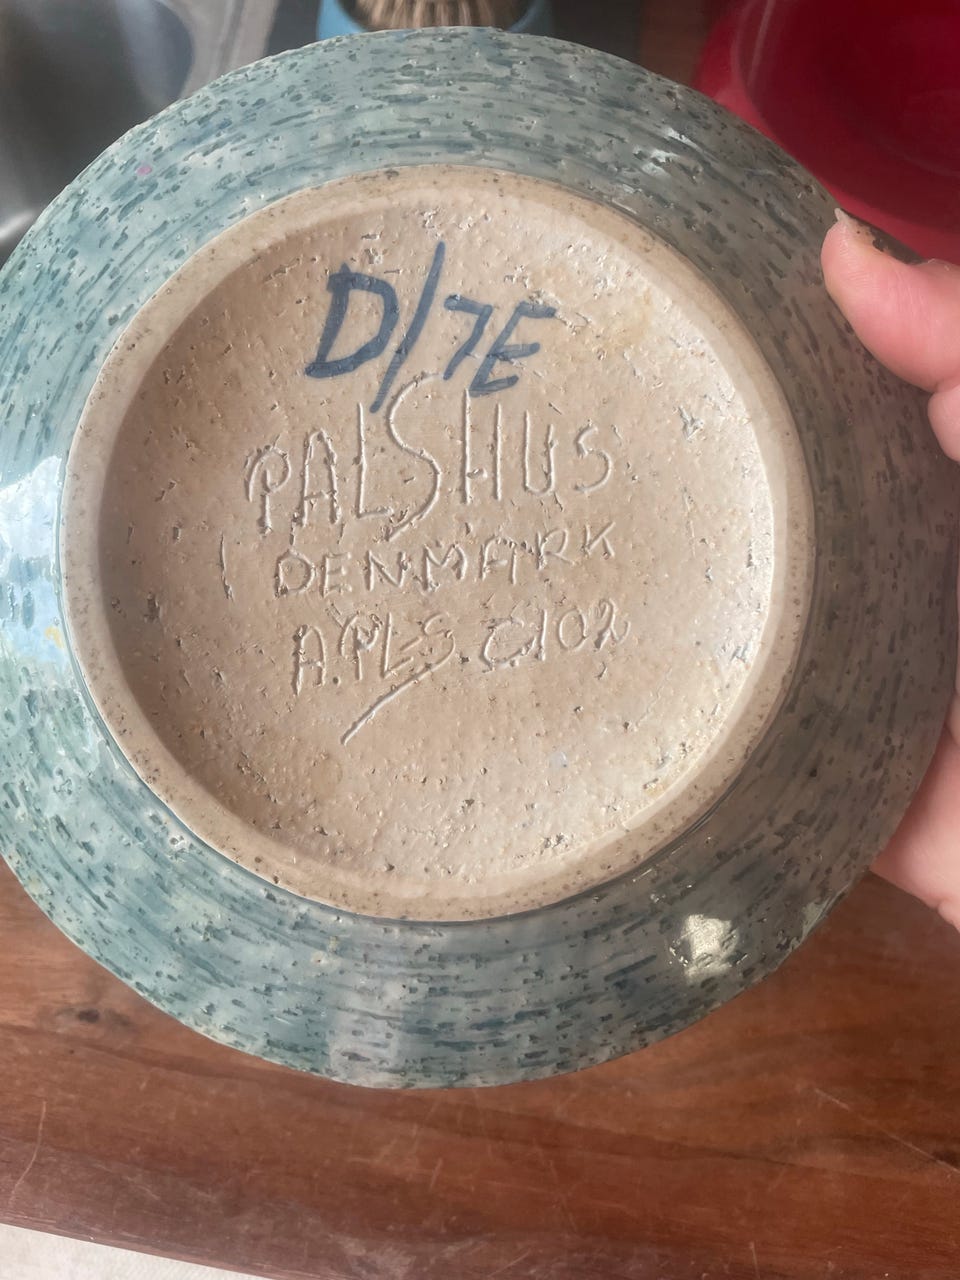 D/7E
PALSHUS
DENMARK
A.PLS C102